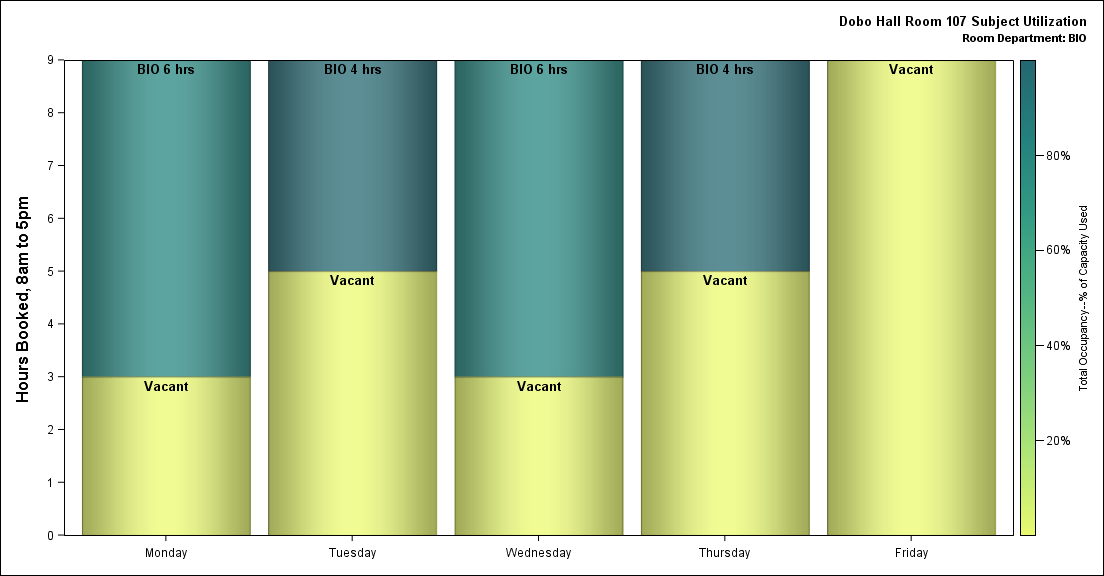 Dobo Hall Room 107 Subject Utilization
Room Department: BIO
Hours Booked, 8am to 5pm
9
8
7
6
5
4
3
2
1
0
BIO 6 hrs
Vacant
BIO 4 hrs
Vacant
BIO 6 hrs
Vacant
BIO 4 hrs
Vacant
Vacant
Monday
Tuesday
Wednesday
Thursday
Friday
80%
60%
40%
20%
Total Occupancy--% of Capacity Used